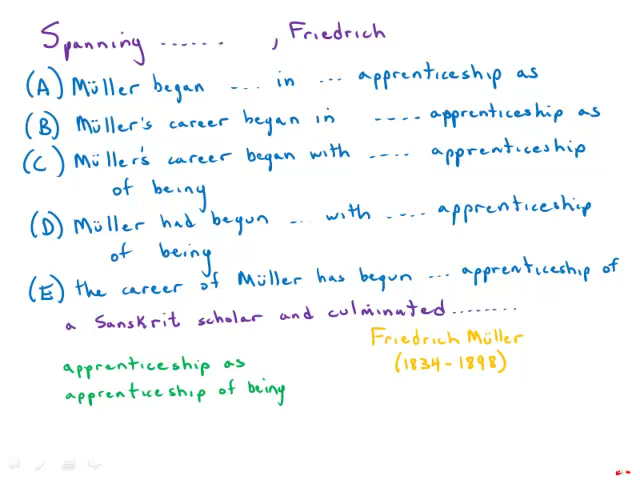 Spanning ...... , Friedrich
(A) Müller began .... in ... apprenticeship as
(B) Müller's career began in ..... apprenticeship as
(C) Müller's career began with .... apprenticeship
of being
(D) Müller had begun ... with .... apprenticeship
of being
(E) the career of Müller has begun ... apprenticeship of
a Sanskrit scholar and culminated ........
Friedrich Müller
(1834 - 1898)
apprenticeship as
apprenticeship of being